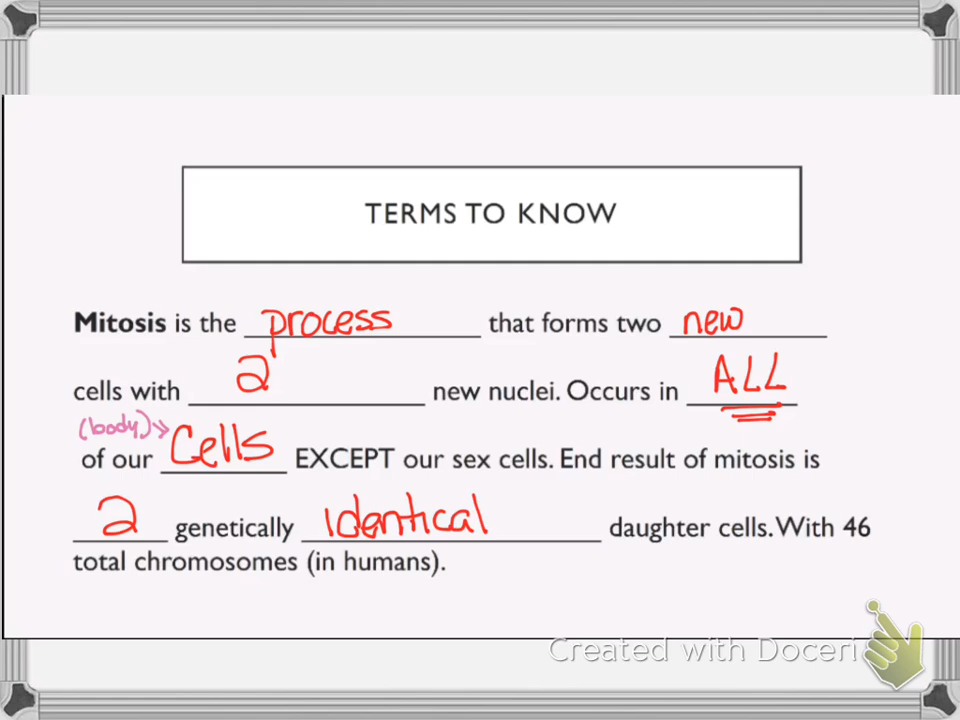 TERMS TO KNOW
Mitosis is the process that forms two new
cells with 2 new nuclei. Occurs in ALL
(body)
of our Cells EXCEPT our sex cells. End result of mitosis is
2 genetically identical daughter cells. With 46
total chromosomes (in humans).
Created with Doceri